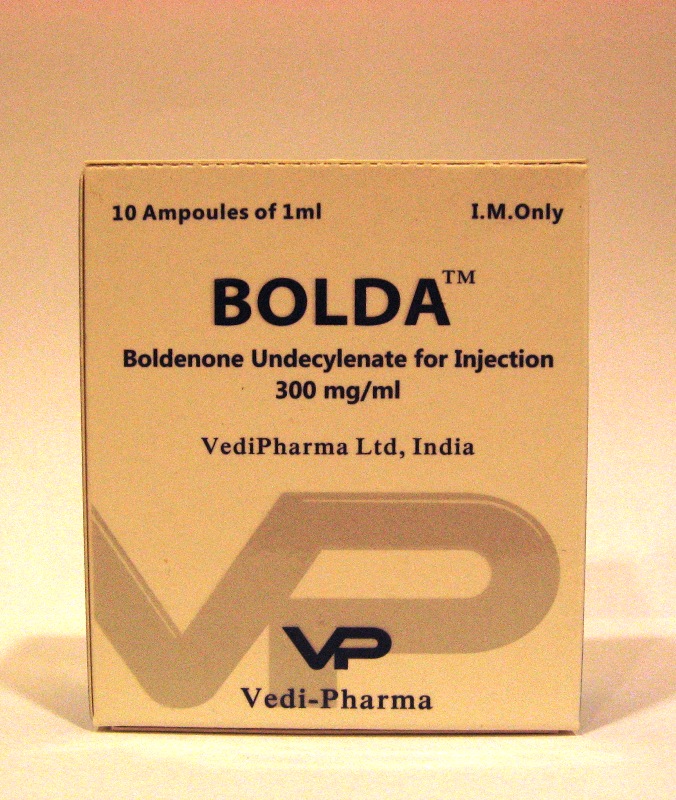 10 Ampoules of 1ml I.M.Only
BOLDA™
Boldenone Undecylenate for Injection
300 mg/ml
VediPharma Ltd, India
VP
VP
Vedi-Pharma